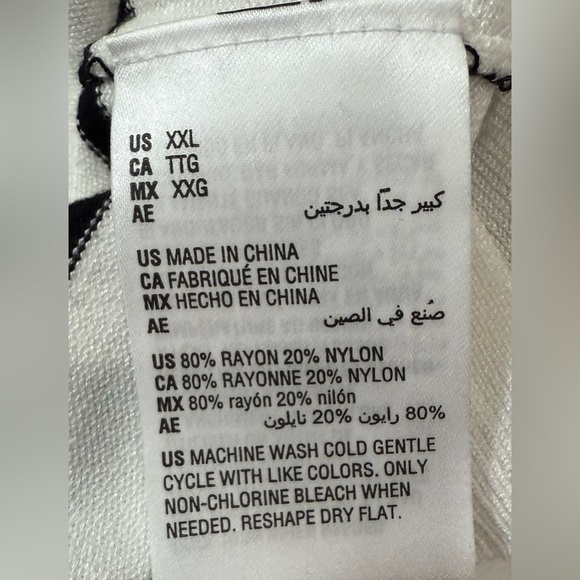 US XXL
CA TTG
MX XXG
AE كبير جداً بدرجتين
US MADE IN CHINA
CA FABRIQUÉ EN CHINE
MX HECHO EN CHINA
AE صُنع في الصين
US 80% RAYON 20% NYLON
CA 80% RAYONNE 20% NYLON
MX 80% rayón 20% nilón
AE 80% رايون 20% نايلون
US MACHINE WASH COLD GENTLE
CYCLE WITH LIKE COLORS. ONLY
NON-CHLORINE BLEACH WHEN
NEEDED. RESHAPE DRY FLAT.